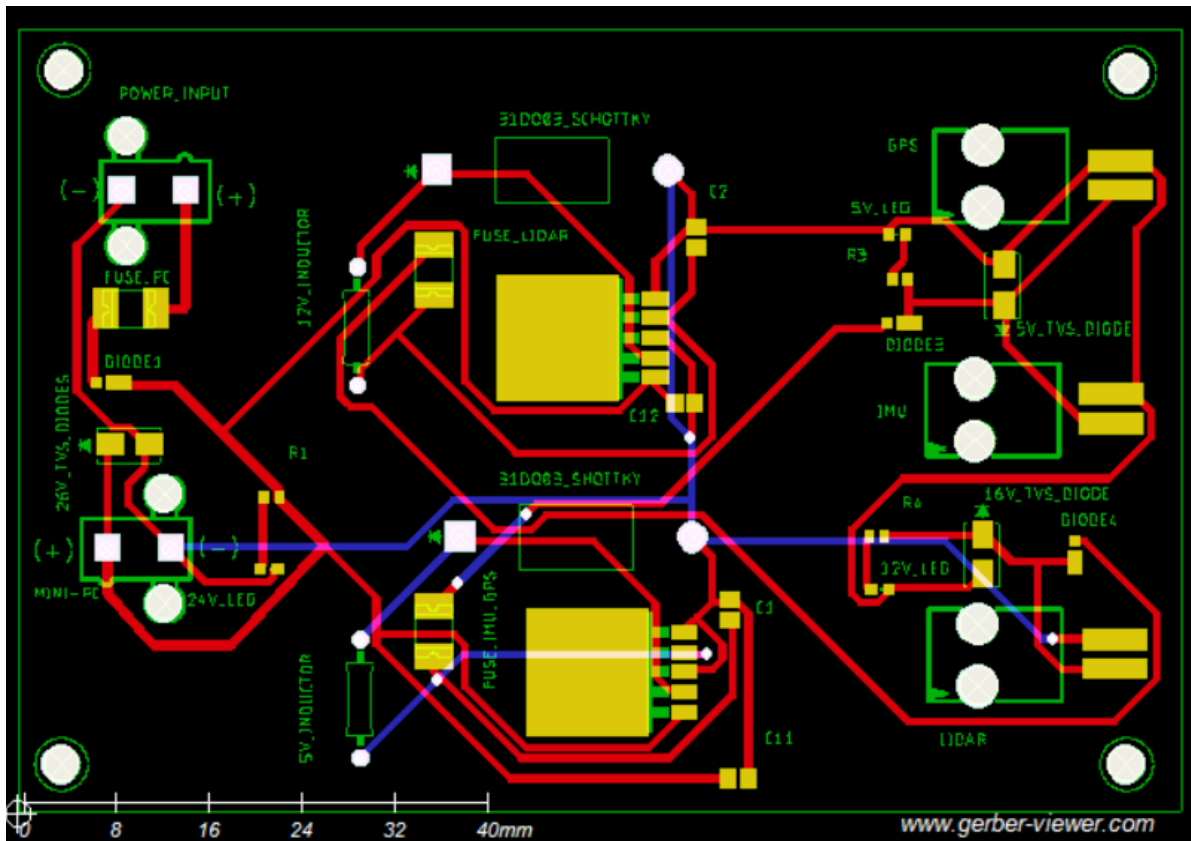 POWER_INPUT
31DQ03_SCHOTTKY
GPS
(-)
(+)
C2
5V_LED
FUSE_LIDAR
12V_INDUCTOR
R3
FUSE_PC
5V_TVS_DIODE
DIODE3
DIODE1
IMU
C12
26V_TVS_DIODES
R1
31DQ03_SHOTTKY
16V_TVS_DIODE
R4
DIODE4
(+)
(-)
12V_LED
MINI-PC
24V_LED
C1
FUSE_IMU_GPS
5V_INDUCTOR
C11
LIDAR
0 8 16 24 32 40mm
www.gerber-viewer.com